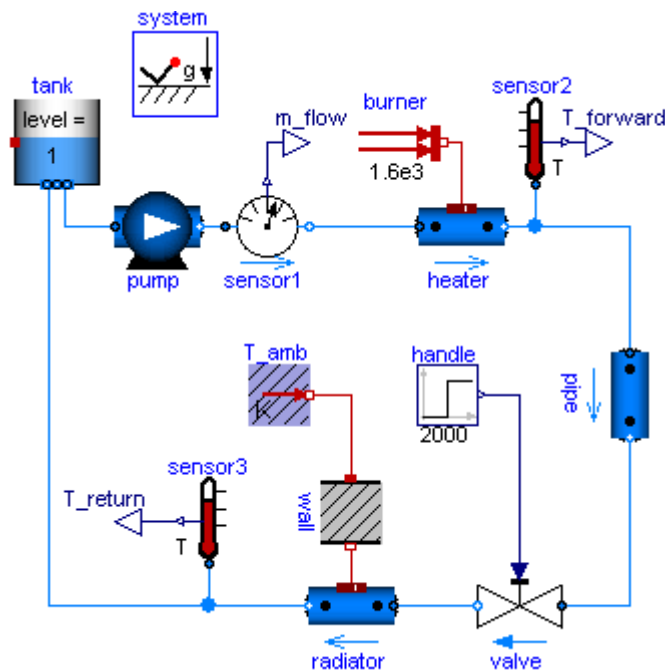 system
g
tank
level =
1
m_flow
burner
1.6e3
sensor2
T_forward
T
pump
sensor1
heater
T_amb
K
handle
2000
pipe
sensor3
T_return
T
wall
radiator
valve